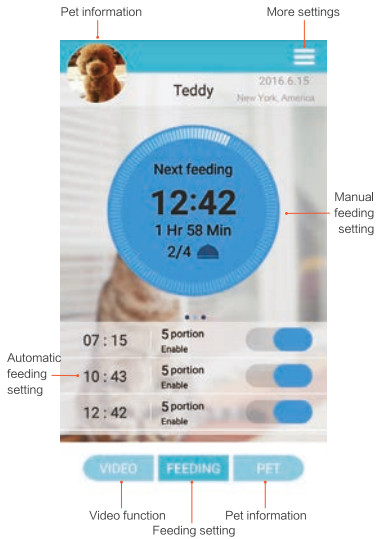 Pet information
More settings
Teddy
2016.6.15
New York, America
Next feeding
12:42
1 Hr 58 Min
2/4
Manual
feeding
setting
07 : 15
5 portion
Enable
Automatic
feeding
setting
10 : 43
5 portion
Enable
12 : 42
5 portion
Enable
VIDEO
FEEDING
PET
Video function
Pet information
Feeding setting